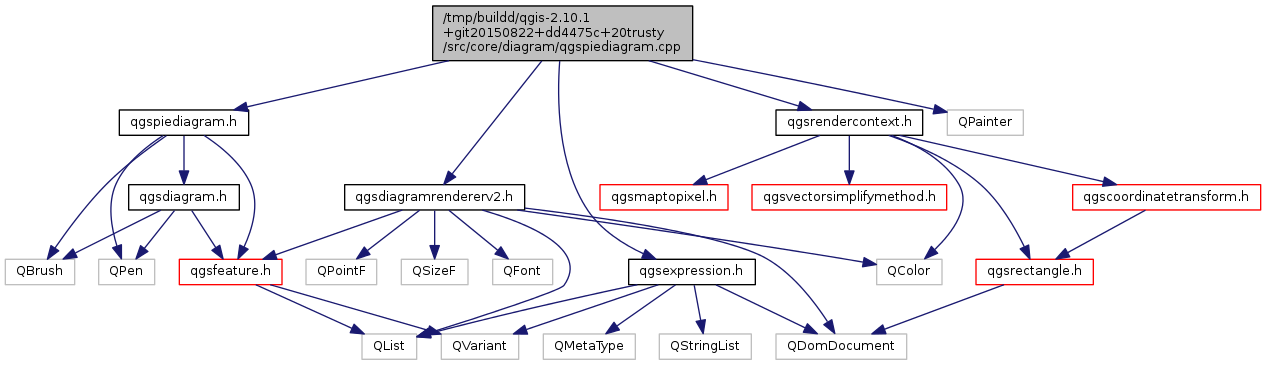 /tmp/buildd/qgis-2.10.1
+git20150822+dd4475c+20trusty
/src/core/diagram/qgspiediagram.cpp
qgspiediagram.h
qgsrendercontext.h
QPainter
qgsdiagram.h
qgsdiagramrendererv2.h
qgsmaptopixel.h
qgsvectorsimplifymethod.h
qgscoordinatetransform.h
QBrush
QPen
qgsfeature.h
QPointF
QSizeF
QFont
qgsexpression.h
QColor
qgsrectangle.h
QList
QVariant
QMetaType
QStringList
QDomDocument